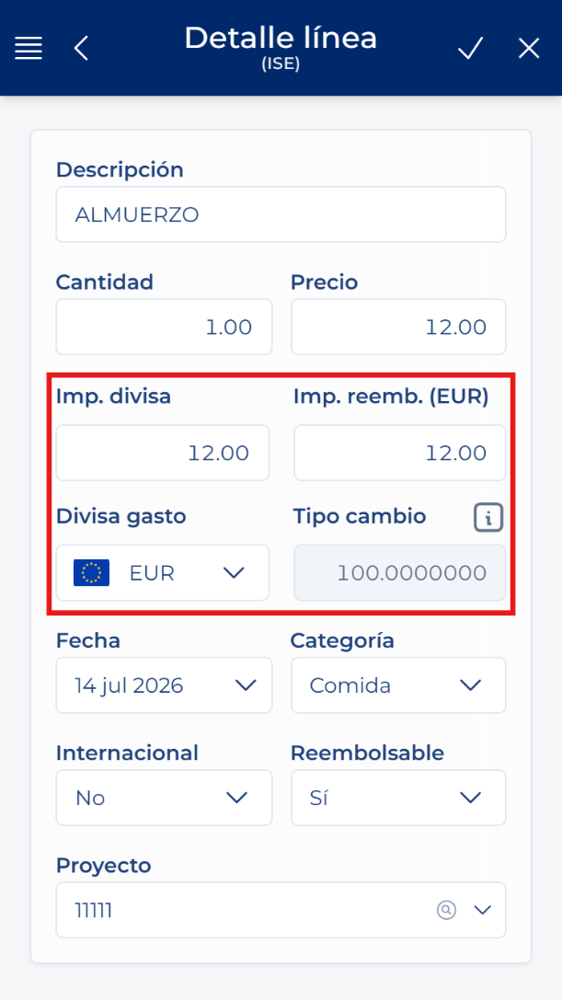 Detalle línea
(ISE)
Descripción
ALMUERZO
Cantidad Precio
1.00 12.00
Imp. divisa Imp. reemb. (EUR)
12.00 12.00
Divisa gasto Tipo cambio i
EUR 100.0000000
Fecha Categoría
14 jul 2026 Comida
Internacional Reembolsable
No Sí
Proyecto
11111